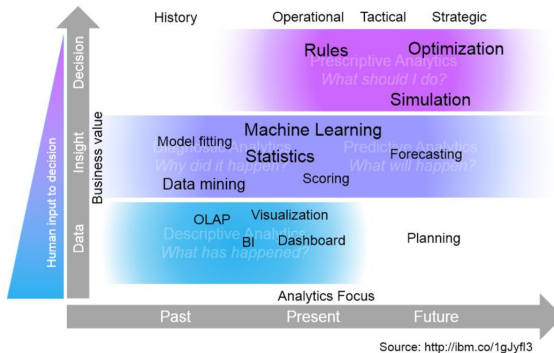 History Operational Tactical Strategic
Decision
Rules
Optimization
Prescriptive Analytics
What should I do?
Simulation
Human input to decision
Business value
Insight
Machine Learning
Model fitting
Diagnostic Analytics
Predictive Analytics
Why did it happen?
What will happen?
Statistics
Forecasting
Data mining
Scoring
Data
OLAP
Visualization
Descriptive Analytics
BI
Dashboard
Planning
What has happened?
Analytics Focus
Past Present Future
Source: http://ibm.co/1gJyfl3